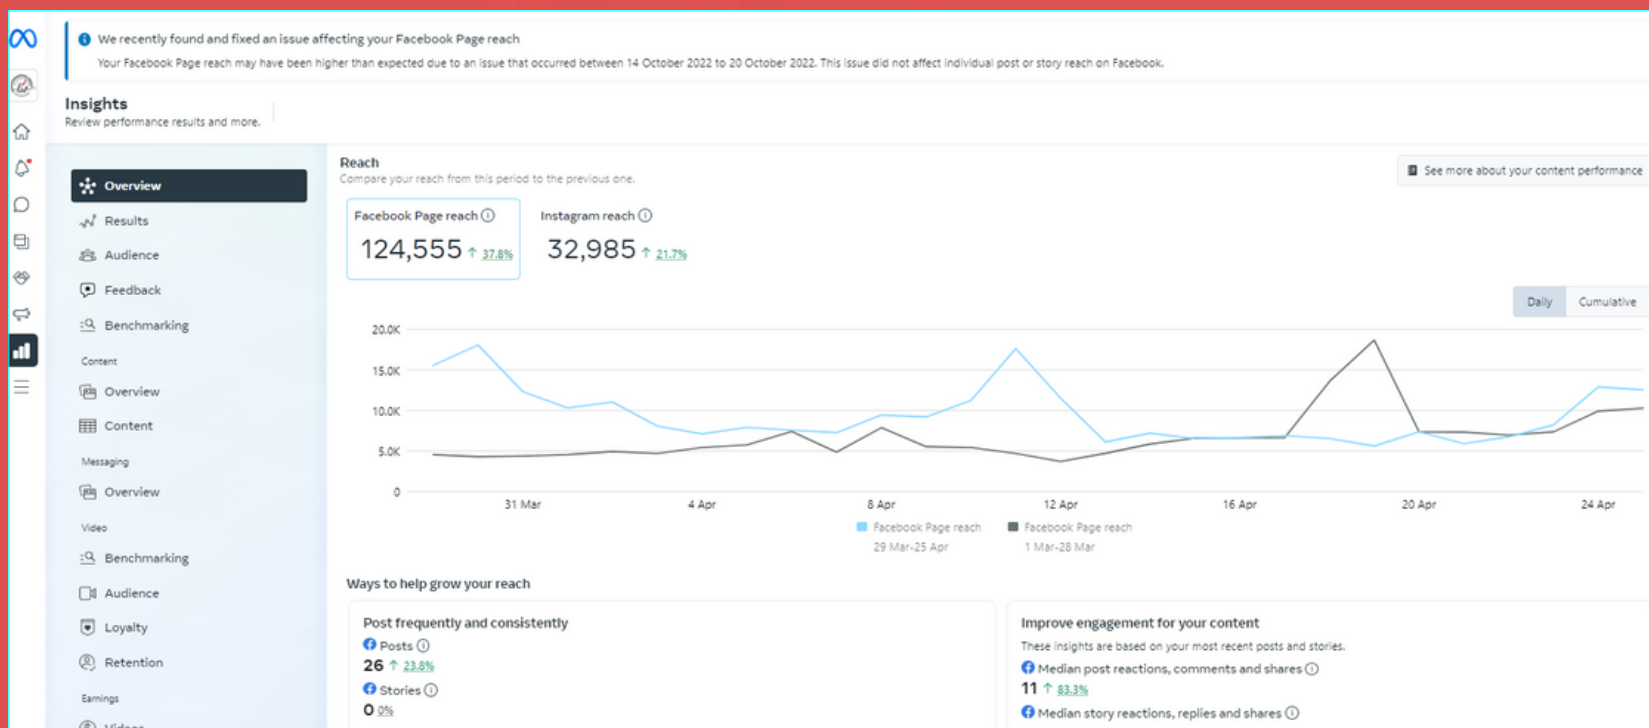 We recently found and fixed an issue affecting your Facebook Page reach
Your Facebook Page reach may have been higher than expected due to an issue that occurred between 14 October 2022 to 20 October 2022. This issue did not affect individual post or story reach on Facebook.
Insights
Review performance results and more.
Overview
Results
Audience
Feedback
Benchmarking
Content
Overview
Content
Messaging
Overview
Video
Benchmarking
Audience
Loyalty
Retention
Earnings
Videos
Reach
Compare your reach from this period to the previous one.
See more about your content performance
Facebook Page reach
124,555 ↑ 37.8%
Instagram reach
32,985 ↑ 21.7%
Daily
Cumulative
20.0K
15.0K
10.0K
5.0K
0
31 Mar
4 Apr
8 Apr
12 Apr
16 Apr
20 Apr
24 Apr
Facebook Page reach
29 Mar-25 Apr
Facebook Page reach
1 Mar-28 Mar
Ways to help grow your reach
Post frequently and consistently
Posts
26 ↑ 23.8%
Stories
0 0%
Improve engagement for your content
These insights are based on your most recent posts and stories.
Median post reactions, comments and shares
11 ↑ 83.3%
Median story reactions, replies and shares